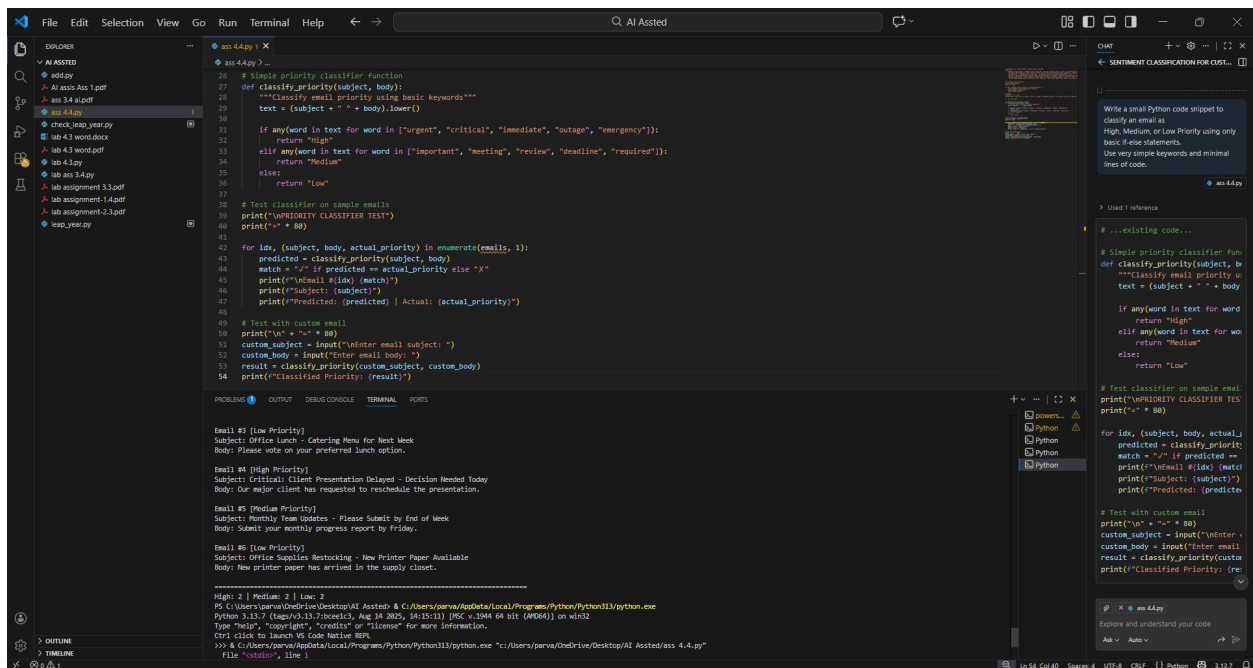 File Edit Selection View Go Run Terminal Help
AI Assted
EXPLORER
AI ASSTED
add.py
AI assis Ass 1.pdf
ass 3.4 ai.pdf
ass 4.4.py 1
check_leap_year.py
lab 4.3 word.docx
lab 4.3 word.pdf
lab 4.3.py
lab ass 3.4.py
lab assignment 3.3.pdf
lab assignment-1.4.pdf
lab assignment-2.3.pdf
leap_year.py
OUTLINE
TIMELINE
ass 4.4.py 1
ass 4.4.py > ...
26 # Simple priority classifier function
27 def classify_priority(subject, body):
28 """Classify email priority using basic keywords"""
29 text = (subject + " " + body).lower()
30
31 if any(word in text for word in ["urgent", "critical", "immediate", "outage", "emergency"]):
32 return "High"
33 elif any(word in text for word in ["important", "meeting", "review", "deadline", "required"]):
34 return "Medium"
35 else:
36 return "Low"
37
38 # Test classifier on sample emails
39 print("\nPRIORITY CLASSIFIER TEST")
40 print("=" * 80)
41
42 for idx, (subject, body, actual_priority) in enumerate(emails, 1):
43 predicted = classify_priority(subject, body)
44 match = "✓" if predicted == actual_priority else "✗"
45 print(f"\nEmail #{idx} {match}")
46 print(f"Subject: {subject}")
47 print(f"Predicted: {predicted} | Actual: {actual_priority}")
48
49 # Test with custom email
50 print("\n" + "=" * 80)
51 custom_subject = input("\nEnter email subject: ")
52 custom_body = input("Enter email body: ")
53 result = classify_priority(custom_subject, custom_body)
54 print(f"Classified Priority: {result}")
PROBLEMS 1 OUTPUT DEBUG CONSOLE TERMINAL PORTS
Email #3 [Low Priority]
Subject: Office Lunch - Catering Menu for Next Week
Body: Please vote on your preferred lunch option.
Email #4 [High Priority]
Subject: Critical: Client Presentation Delayed - Decision Needed Today
Body: Our major client has requested to reschedule the presentation.
Email #5 [Medium Priority]
Subject: Monthly Team Updates - Please Submit by End of Week
Body: Submit your monthly progress report by Friday.
Email #6 [Low Priority]
Subject: Office Supplies Restocking - New Printer Paper Available
Body: New printer paper has arrived in the supply closet.
================================================================================
High: 2 | Medium: 2 | Low: 2
PS C:\Users\parva\OneDrive\Desktop\AI Assted> & C:/Users/parva/AppData/Local/Programs/Python/Python313/python.exe
Python 3.13.7 (tags/v3.13.7:bcee1c3, Aug 14 2025, 14:15:11) [MSC v.1944 64 bit (AMD64)] on win32
Type "help", "copyright", "credits" or "license" for more information.
Ctrl click to launch VS Code Native REPL
>>> & C:/Users/parva/AppData/Local/Programs/Python/Python313/python.exe "c:/Users/parva/OneDrive/Desktop/AI Assted/ass 4.4.py"
File "<stdin>", line 1
powers...
Python
Python
Python
Python
CHAT
SENTIMENT CLASSIFICATION FOR CUST...
Write a small Python code snippet to
classify an email as
High, Medium, or Low Priority using only
basic if-else statements.
Use very simple keywords and minimal
lines of code.
ass 4.4.py
Used 1 reference
# ...existing code...
# Simple priority classifier fun
def classify_priority(subject, b
"""Classify email priority u
text = (subject + " " + body
if any(word in text for word
return "High"
elif any(word in text for wo
return "Medium"
else:
return "Low"
# Test classifier on sample emai
print("\nPRIORITY CLASSIFIER TES
print("=" * 80)
for idx, (subject, body, actual_
predicted = classify_priorit
match = "✓" if predicted ==
print(f"\nEmail #{idx} {matc
print(f"Subject: {subject}")
print(f"Predicted: {predicte
# Test with custom email
print("\n" + "=" * 80)
custom_subject = input("\nEnter
custom_body = input("Enter email
result = classify_priority(custo
print(f"Classified Priority: {re
ass 4.4.py
Explore and understand your code
Ask Auto
0 1 Ln 54, Col 40 Spaces: 4 UTF-8 CRLF { } Python 3.13.7